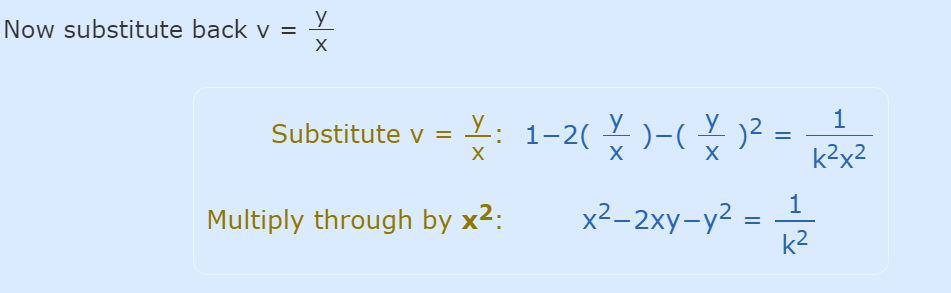 Now substitute back v = y/x
Substitute v = y/x: 1−2( y/x )−( y/x )² = 1/k²x²
Multiply through by x²: x²−2xy−y² = 1/k²